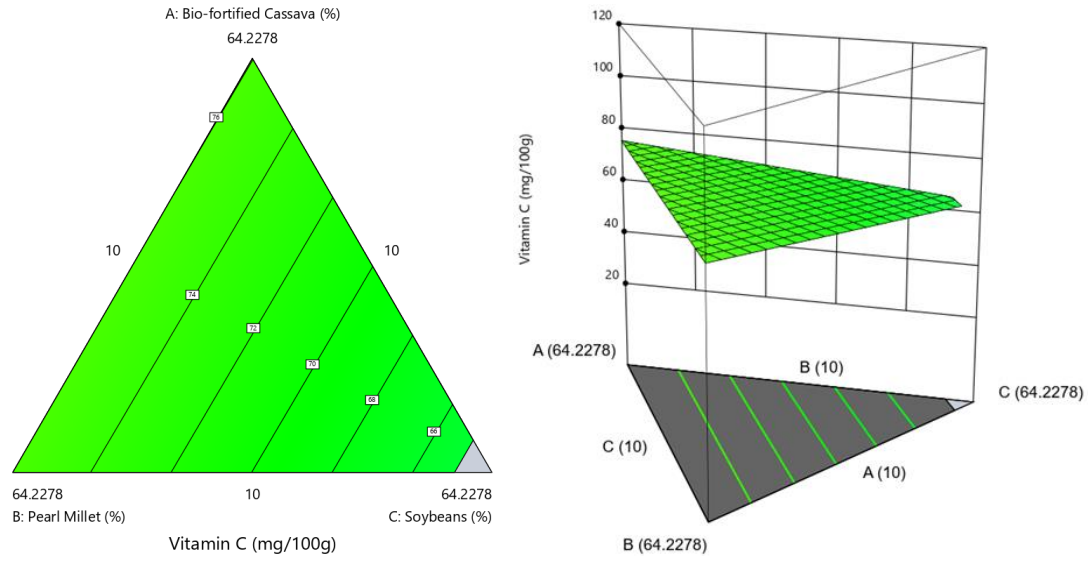 A: Bio-fortified Cassava (%)
64.2278
76
10
10
74
72
70
68
66
64.2278
10
64.2278
B: Pearl Millet (%)
C: Soybeans (%)
Vitamin C (mg/100g)
120
100
80
60
40
20
Vitamin C (mg/100g)
A (64.2278)
B (10)
C (64.2278)
C (10)
A (10)
B (64.2278)